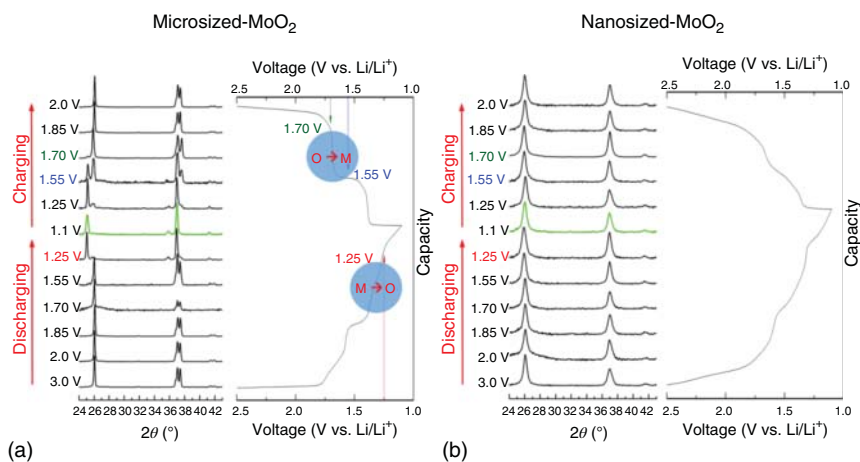 Microsized-MoO₂
Nanosized-MoO₂
Voltage (V vs. Li/Li⁺)
2.5 2.0 1.5 1.0
Charging
Discharging
2.0 V
1.85 V
1.70 V
1.55 V
1.25 V
1.1 V
1.25 V
1.55 V
1.70 V
1.85 V
2.0 V
3.0 V
1.70 V
O → M
1.55 V
1.25 V
M → O
Capacity
24 26 28 30 32 34 36 38 40 42
2θ (°)
2.5 2.0 1.5 1.0
Voltage (V vs. Li/Li⁺)
(a)
Voltage (V vs. Li/Li⁺)
2.5 2.0 1.5 1.0
Charging
Discharging
2.0 V
1.85 V
1.70 V
1.55 V
1.25 V
1.1 V
1.25 V
1.55 V
1.70 V
1.85 V
2.0 V
3.0 V
Capacity
24 26 28 30 32 34 36 38 40 42
2θ (°)
2.5 2.0 1.5 1.0
Voltage (V vs. Li/Li⁺)
(b)